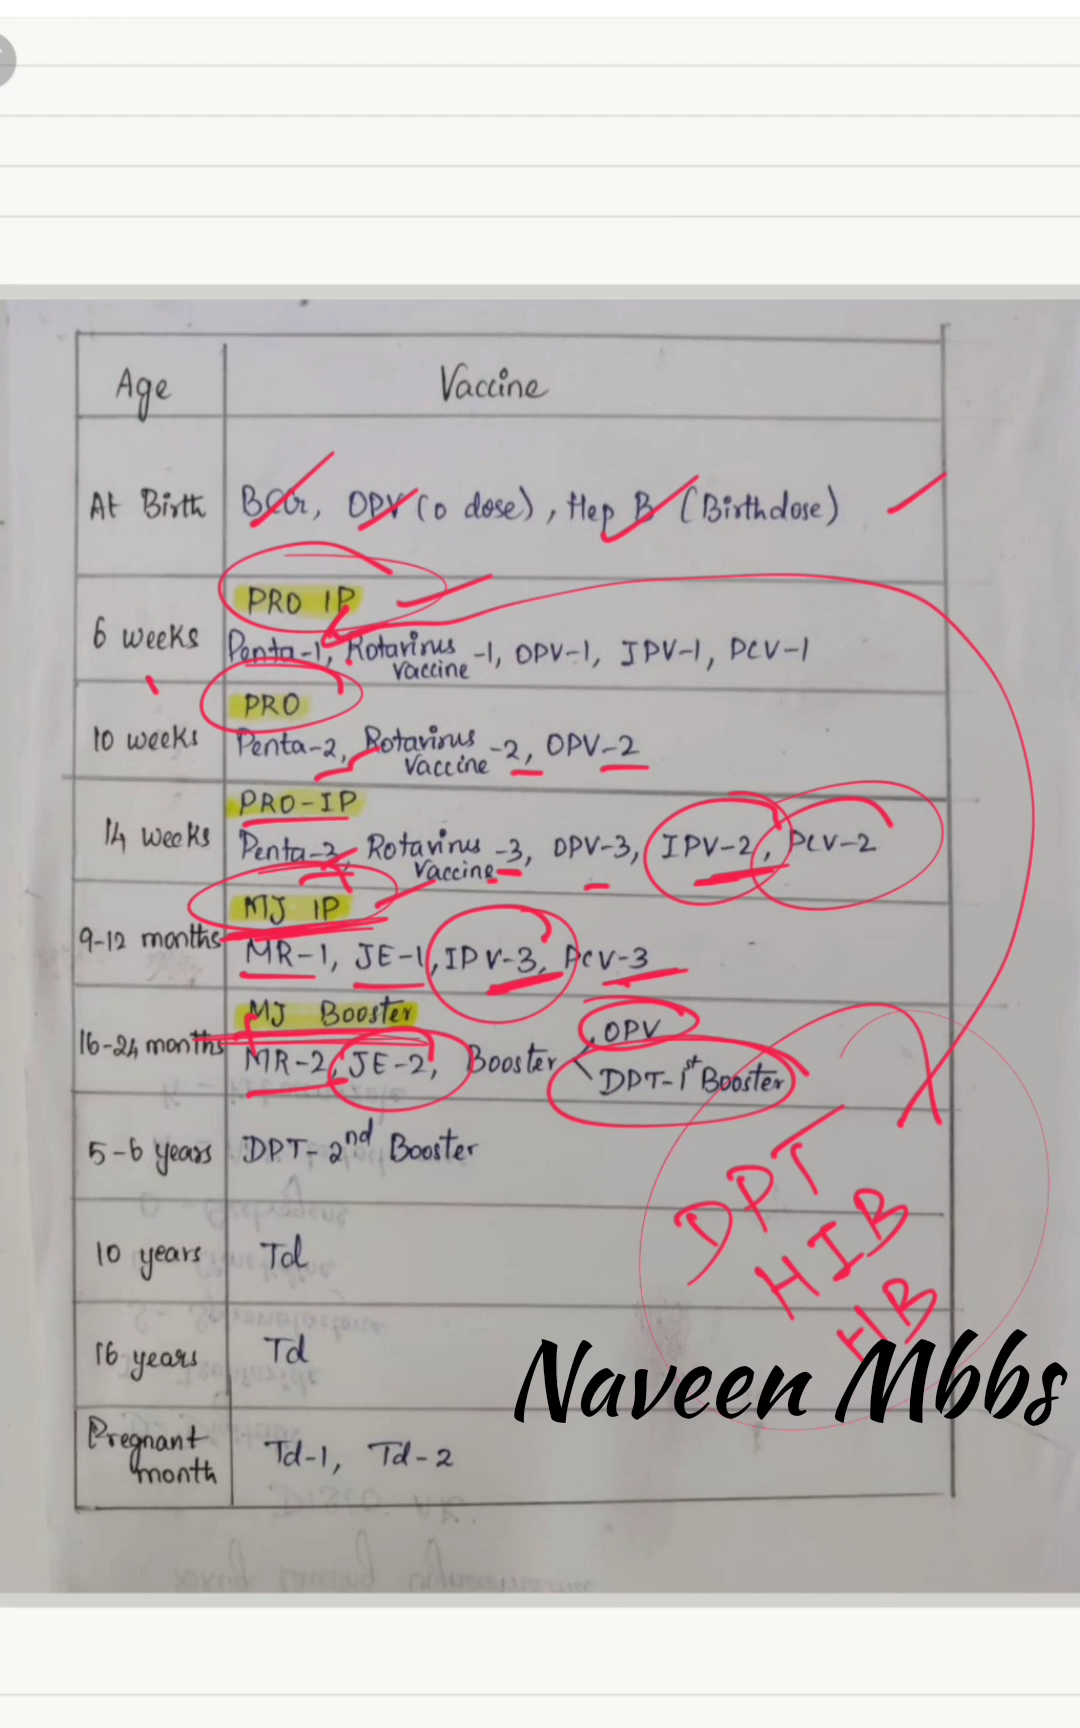 Age Vaccine
At Birth BCG, OPV (0 dose), Hep B (Birthdose)
PRO IP
6 weeks Penta-1, Rotavirus vaccine -1, OPV-1, IPV-1, PCV-1
PRO
10 weeks Penta-2, Rotavirus vaccine -2, OPV-2
PRO-IP
14 weeks Penta-3, Rotavirus vaccine -3, OPV-3, IPV-2, PCV-2
MJ IP
9-12 months MR-1, JE-1, IPV-3, PCV-3
MJ Booster
16-24 months MR-2, JE-2, Booster < OPV
DPT-1st Booster
5-6 years DPT-2nd Booster
DPT
HIB
HB
10 years Td
16 years Td
Naveen Mbbs
Pregnant month Td-1, Td-2